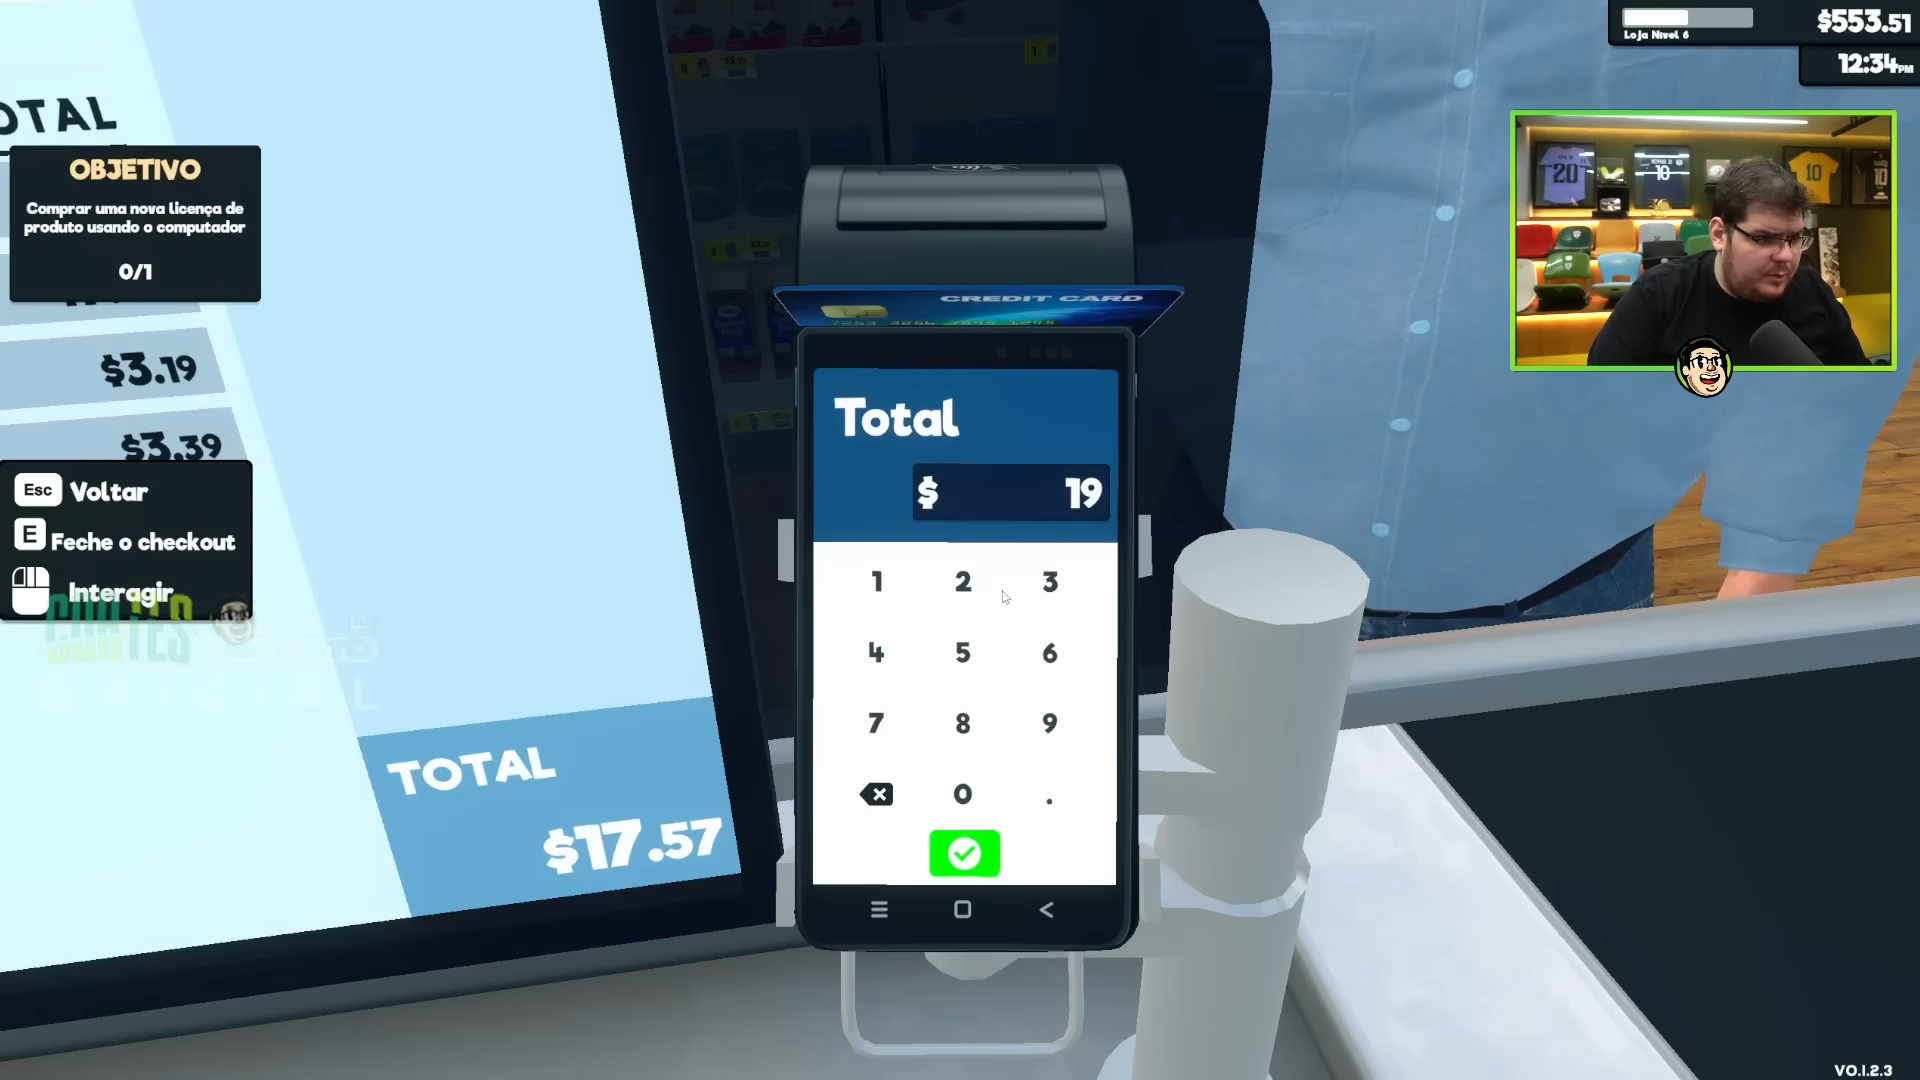 $553.51
Loja Nivel 6
12:34PM
OTAL
OBJETIVO
Comprar uma nova licença de
produto usando o computador
0/1
$3.19
$3.39
Esc Voltar
E Feche o checkout
Interagir
CORTES
CREDIT CARD
Total
$ 19
1 2 3
4 5 6
7 8 9
0 .
TOTAL
$17.57
20
10
10
V0.1.2.3